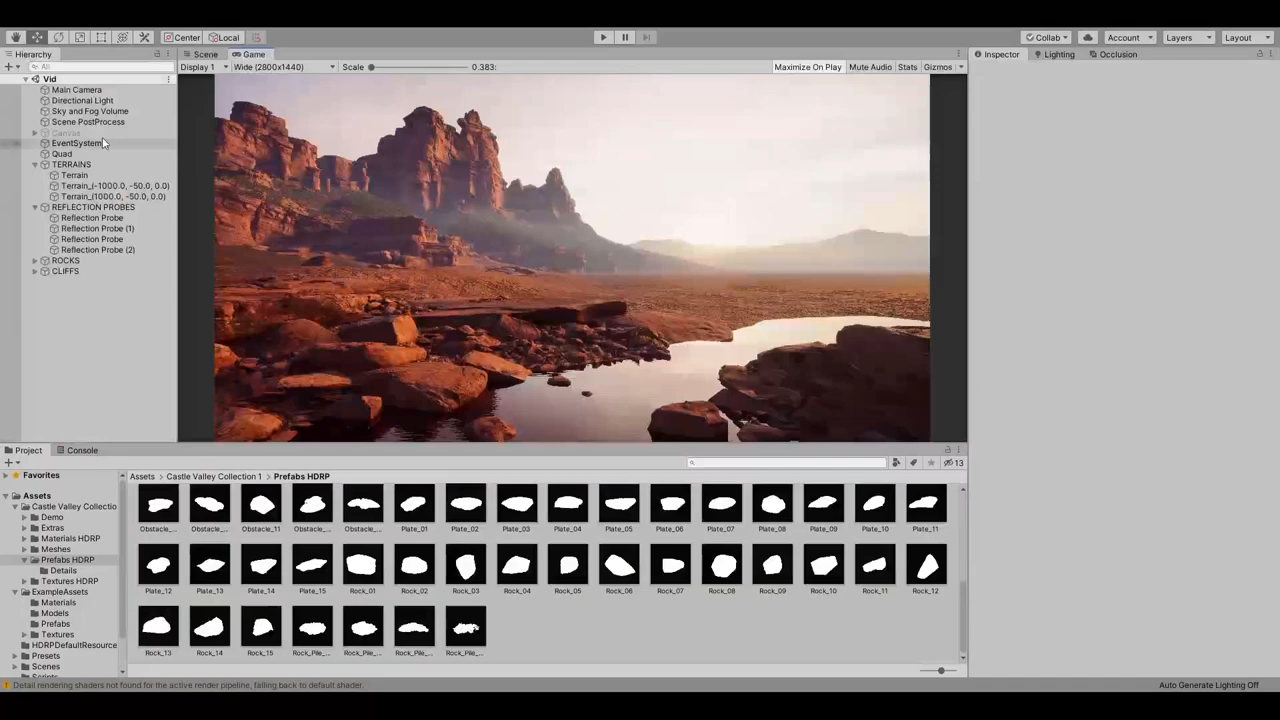 Center Local Collab Account Layers Layout
Hierarchy Scene Game Inspector Lighting Occlusion
All Display 1 Wide (2800x1440) Scale 0.383: Maximize On Play Mute Audio Stats Gizmos
Vid
Main Camera
Directional Light
Sky and Fog Volume
Scene PostProcess
Canvas
EventSystem
Quad
TERRAINS
Terrain
Terrain_(-1000.0, -50.0, 0.0)
Terrain_(1000.0, -50.0, 0.0)
REFLECTION PROBES
Reflection Probe
Reflection Probe (1)
Reflection Probe
Reflection Probe (2)
ROCKS
CLIFFS
Project Console
13
Favorites
Assets
Castle Valley Collectio
Demo
Extras
Materials HDRP
Meshes
Prefabs HDRP
Details
Textures HDRP
ExampleAssets
Materials
Models
Prefabs
Textures
HDRPDefaultResource
Presets
Scenes
Assets > Castle Valley Collection 1 > Prefabs HDRP
Obstacle_... Obstacle_... Obstacle_11 Obstacle_... Obstacle_... Plate_01 Plate_02 Plate_03 Plate_04 Plate_05 Plate_06 Plate_07 Plate_08 Plate_09 Plate_10 Plate_11
Plate_12 Plate_13 Plate_14 Plate_15 Rock_01 Rock_02 Rock_03 Rock_04 Rock_05 Rock_06 Rock_07 Rock_08 Rock_09 Rock_10 Rock_11 Rock_12
Rock_13 Rock_14 Rock_15 Rock_Pile_... Rock_Pile_... Rock_Pile_... Rock_Pile_...
Detail rendering shaders not found for the active render pipeline, falling back to default shader. Auto Generate Lighting Off